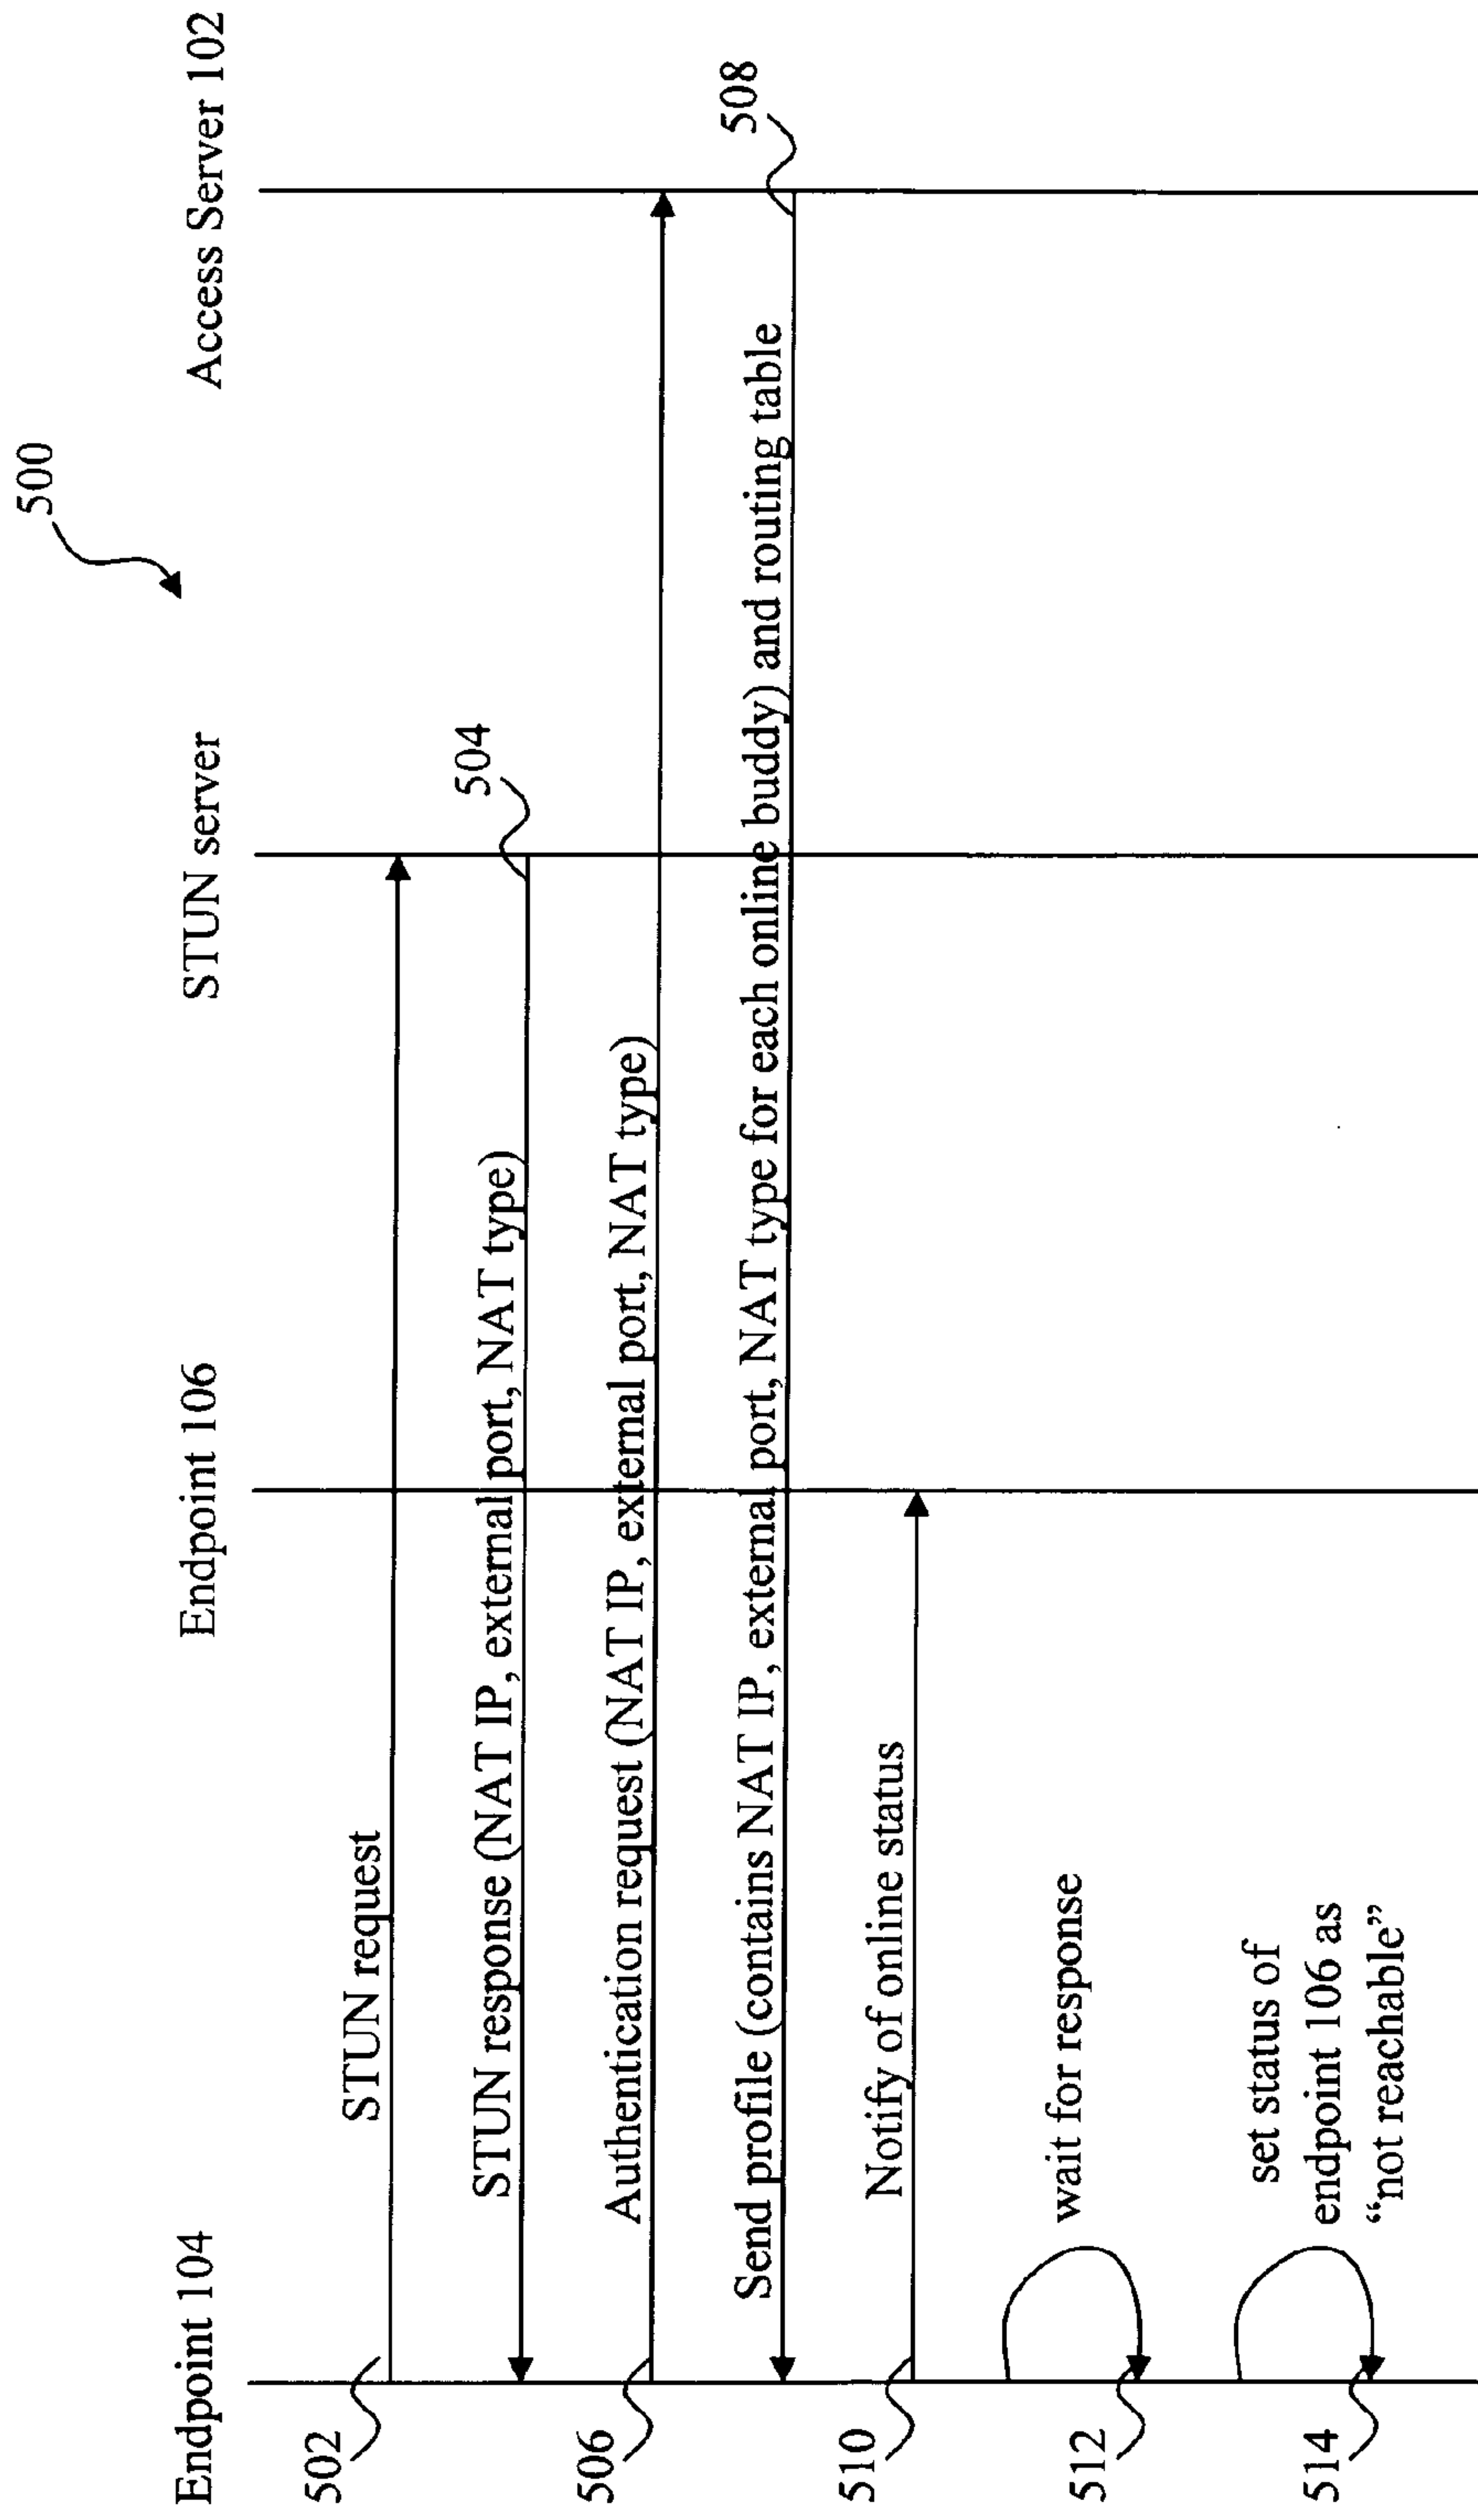 500
Endpoint 104
Endpoint 106
STUN server
Access Server 102
502
STUN request
504
STUN response (NAT IP, external port, NAT type)
506
Authentication request (NAT IP, external port, NAT type)
508
Send profile (contains NAT IP, external port, NAT type for each online buddy) and routing table
510
Notify of online status
512
wait for response
514
set status of
endpoint 106 as
“not reachable”